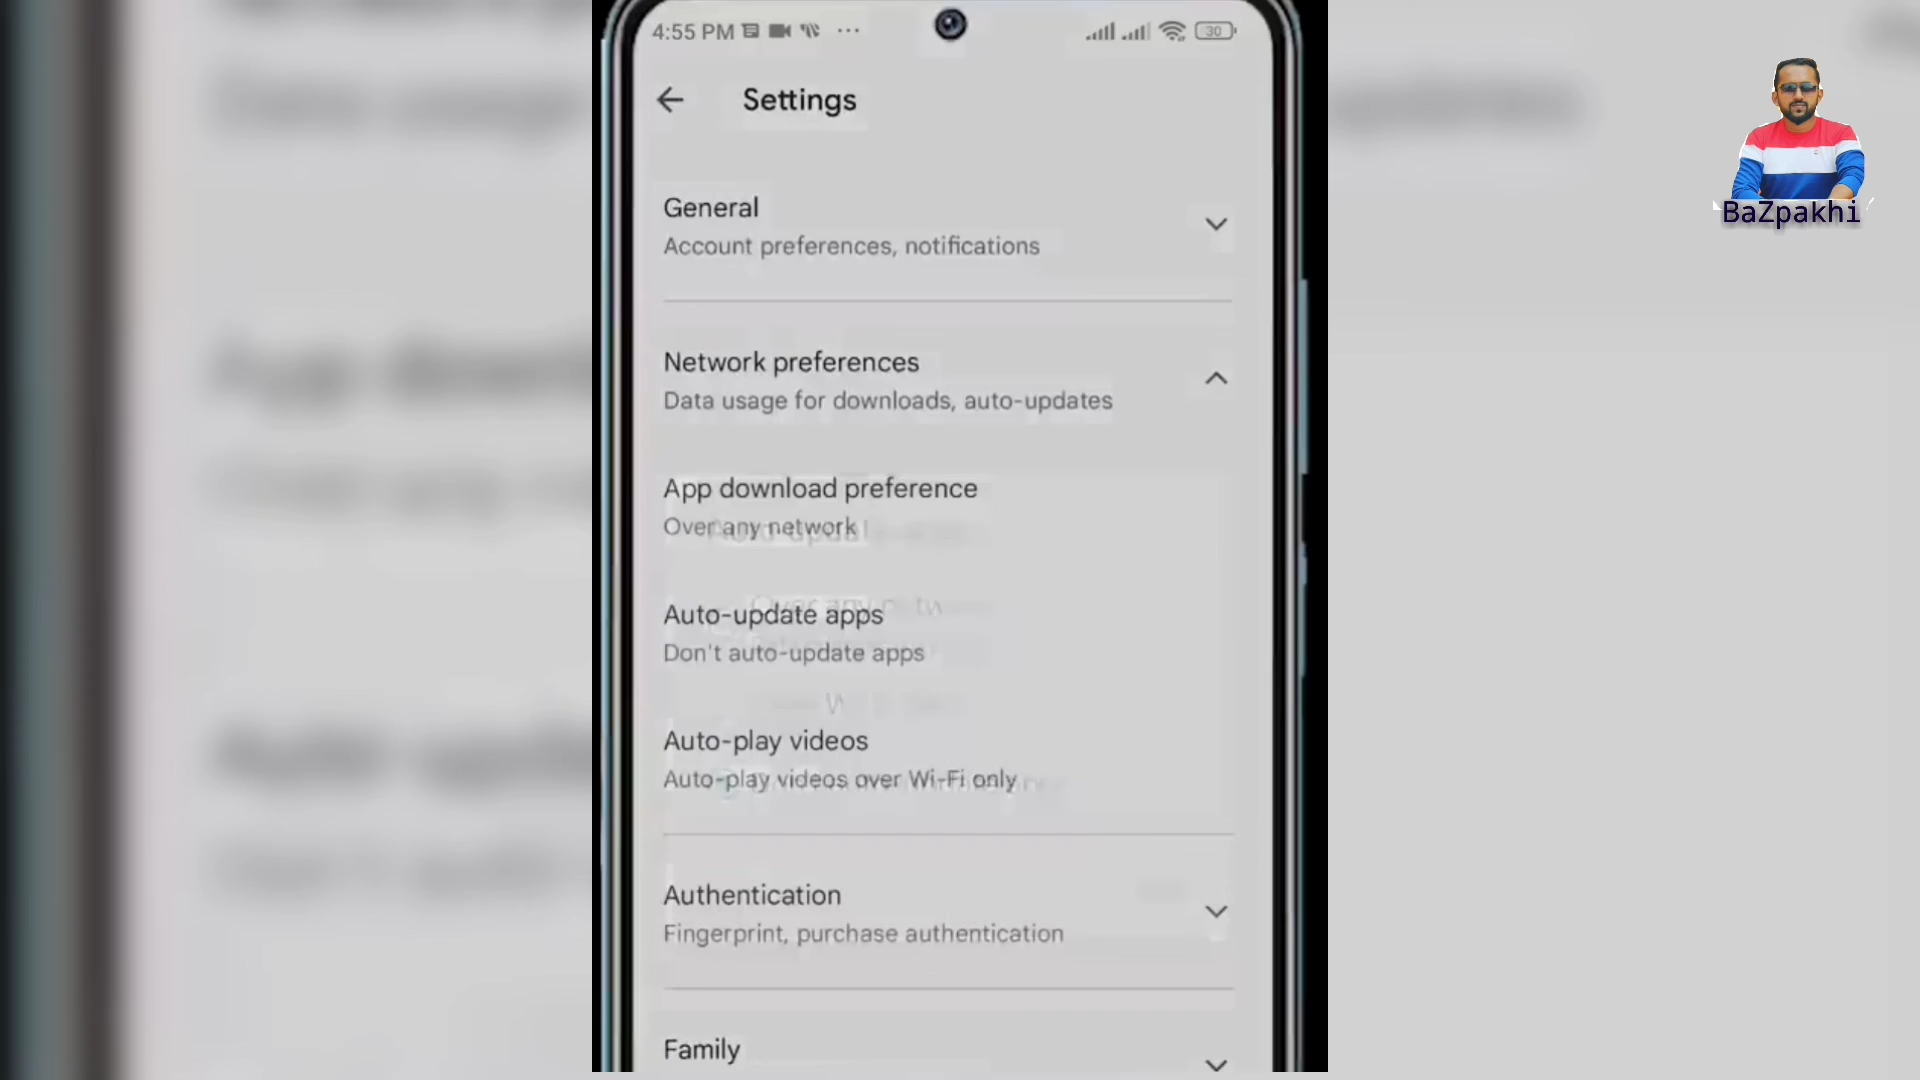 4:55 PM
30
Settings
General
Account preferences, notifications
Network preferences
Data usage for downloads, auto-updates
App download preference
Over any network
Auto-update apps
Don't auto-update apps
Auto-play videos
Auto-play videos over Wi-Fi only
Authentication
Fingerprint, purchase authentication
Family
BaZpakhi